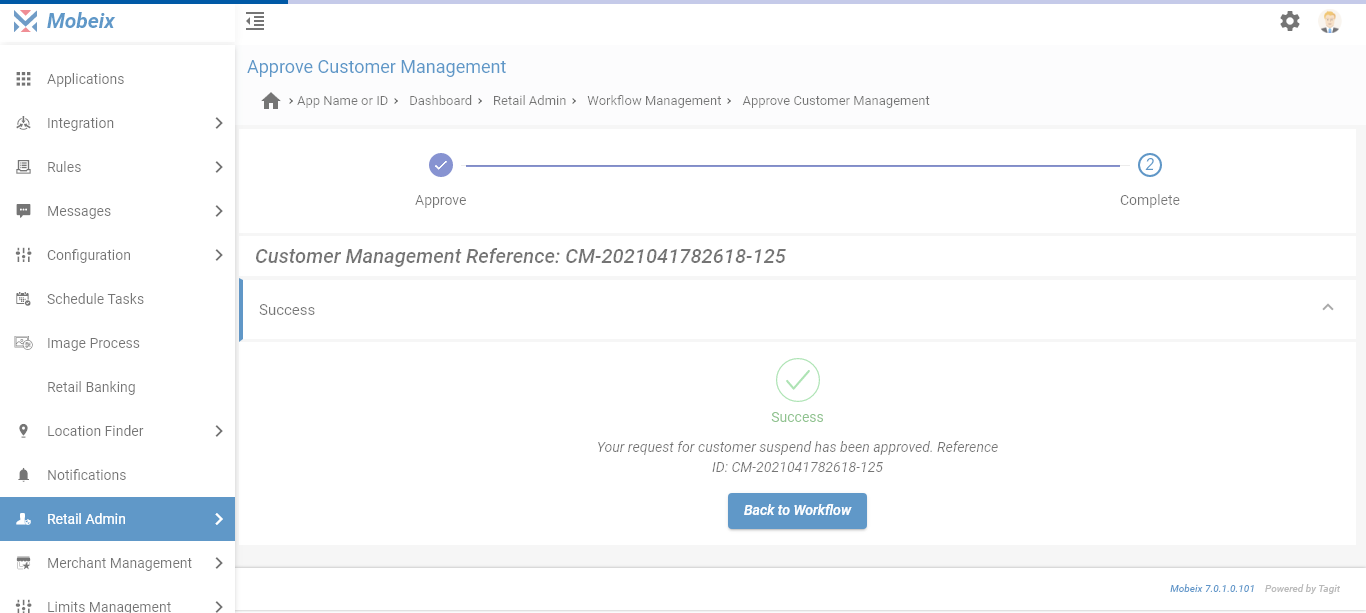 Mobeix
Applications
Integration
Rules
Messages
Configuration
Schedule Tasks
Image Process
Retail Banking
Location Finder
Notifications
Retail Admin
Merchant Management
Limits Management
Approve Customer Management
App Name or ID Dashboard Retail Admin Workflow Management Approve Customer Management
2
Approve Complete
Customer Management Reference: CM-2021041782618-125
Success
Success
Your request for customer suspend has been approved. Reference
ID: CM-2021041782618-125
Back to Workflow
Mobeix 7.0.1.0.101 Powered by Tagit